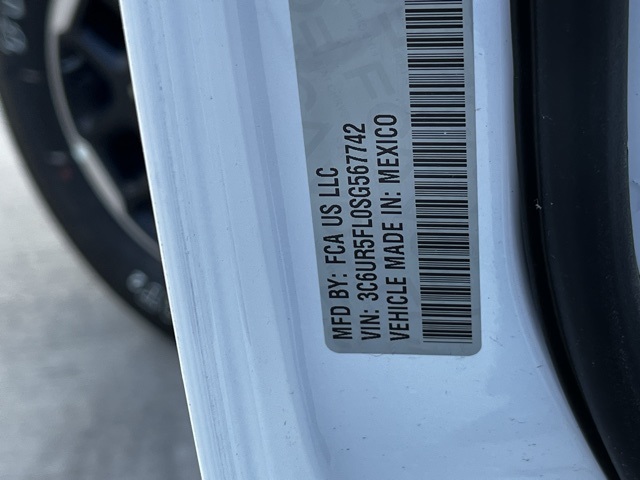 MFD BY: FCA US LLC
VIN: 3C6UR5FL0SG567742
VEHICLE MADE IN: MEXICO